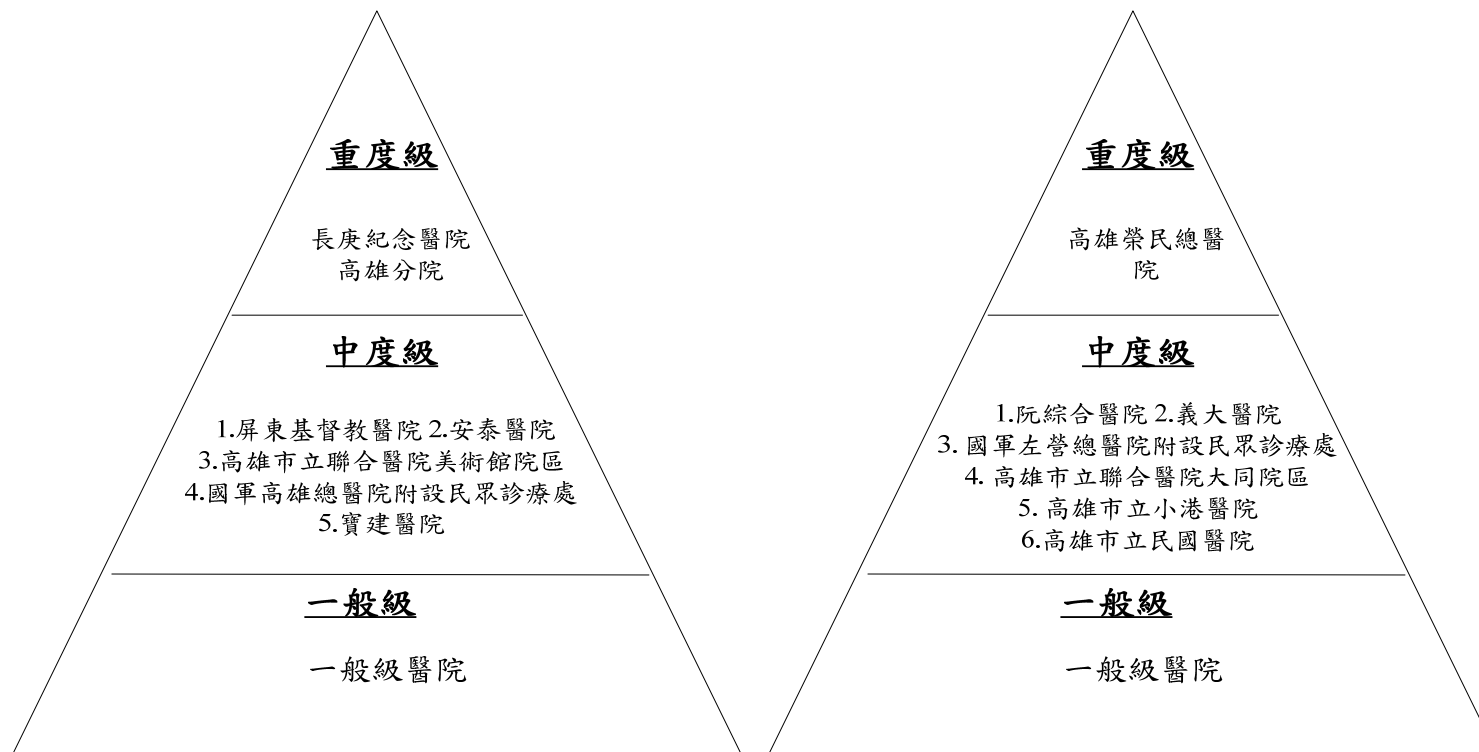 重度級
長庚紀念醫院
高雄分院
中度級
1.屏東基督教醫院 2.安泰醫院
3.高雄市立聯合醫院美術館院區
4.國軍高雄總醫院附設民眾診療處
5.寶建醫院
一般級
一般級醫院
重度級
高雄榮民總醫
院
中度級
1.阮綜合醫院 2.義大醫院
3. 國軍左營總醫院附設民眾診療處
4. 高雄市立聯合醫院大同院區
5. 高雄市立小港醫院
6.高雄市立民國醫院
一般級
一般級醫院